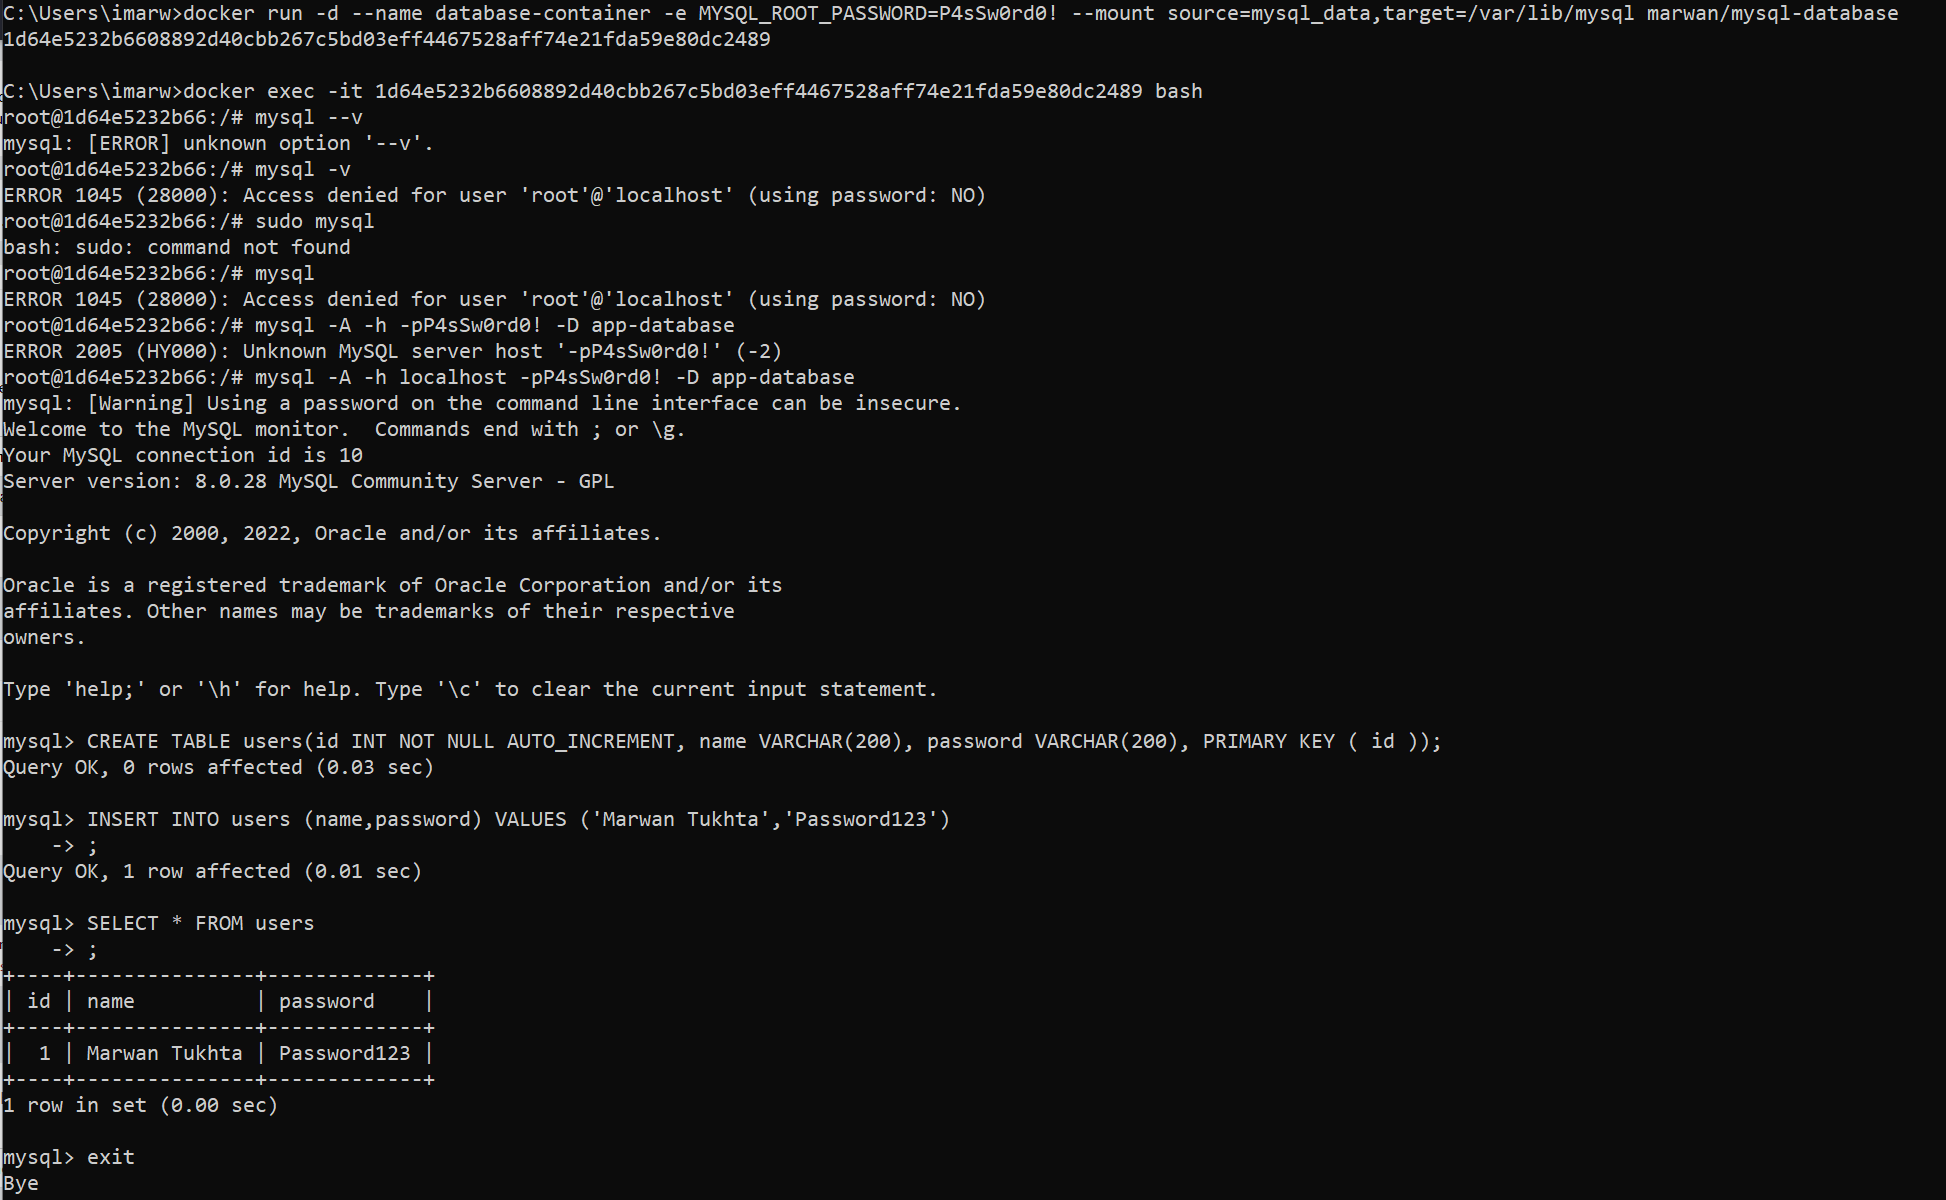 C:\Users\imarw>docker run -d --name database-container -e MYSQL_ROOT_PASSWORD=P4sSw0rd0! --mount source=mysql_data,target=/var/lib/mysql marwan/mysql-database
1d64e5232b6608892d40cbb267c5bd03eff4467528aff74e21fda59e80dc2489
C:\Users\imarw>docker exec -it 1d64e5232b6608892d40cbb267c5bd03eff4467528aff74e21fda59e80dc2489 bash
root@1d64e5232b66:/# mysql --v
mysql: [ERROR] unknown option '--v'.
root@1d64e5232b66:/# mysql -v
ERROR 1045 (28000): Access denied for user 'root'@'localhost' (using password: NO)
root@1d64e5232b66:/# sudo mysql
bash: sudo: command not found
root@1d64e5232b66:/# mysql
ERROR 1045 (28000): Access denied for user 'root'@'localhost' (using password: NO)
root@1d64e5232b66:/# mysql -A -h -pP4sSw0rd0! -D app-database
ERROR 2005 (HY000): Unknown MySQL server host '-pP4sSw0rd0!' (-2)
root@1d64e5232b66:/# mysql -A -h localhost -pP4sSw0rd0! -D app-database
mysql: [Warning] Using a password on the command line interface can be insecure.
Welcome to the MySQL monitor.  Commands end with ; or \g.
Your MySQL connection id is 10
Server version: 8.0.28 MySQL Community Server - GPL
Copyright (c) 2000, 2022, Oracle and/or its affiliates.
Oracle is a registered trademark of Oracle Corporation and/or its
affiliates. Other names may be trademarks of their respective
owners.
Type 'help;' or '\h' for help. Type '\c' to clear the current input statement.
mysql> CREATE TABLE users(id INT NOT NULL AUTO_INCREMENT, name VARCHAR(200), password VARCHAR(200), PRIMARY KEY ( id ));
Query OK, 0 rows affected (0.03 sec)
mysql> INSERT INTO users (name,password) VALUES ('Marwan Tukhta','Password123')
    -> ;
Query OK, 1 row affected (0.01 sec)
mysql> SELECT * FROM users
    -> ;
+----+---------------+-------------+
| id | name          | password    |
+----+---------------+-------------+
|  1 | Marwan Tukhta | Password123 |
+----+---------------+-------------+
1 row in set (0.00 sec)
mysql> exit
Bye